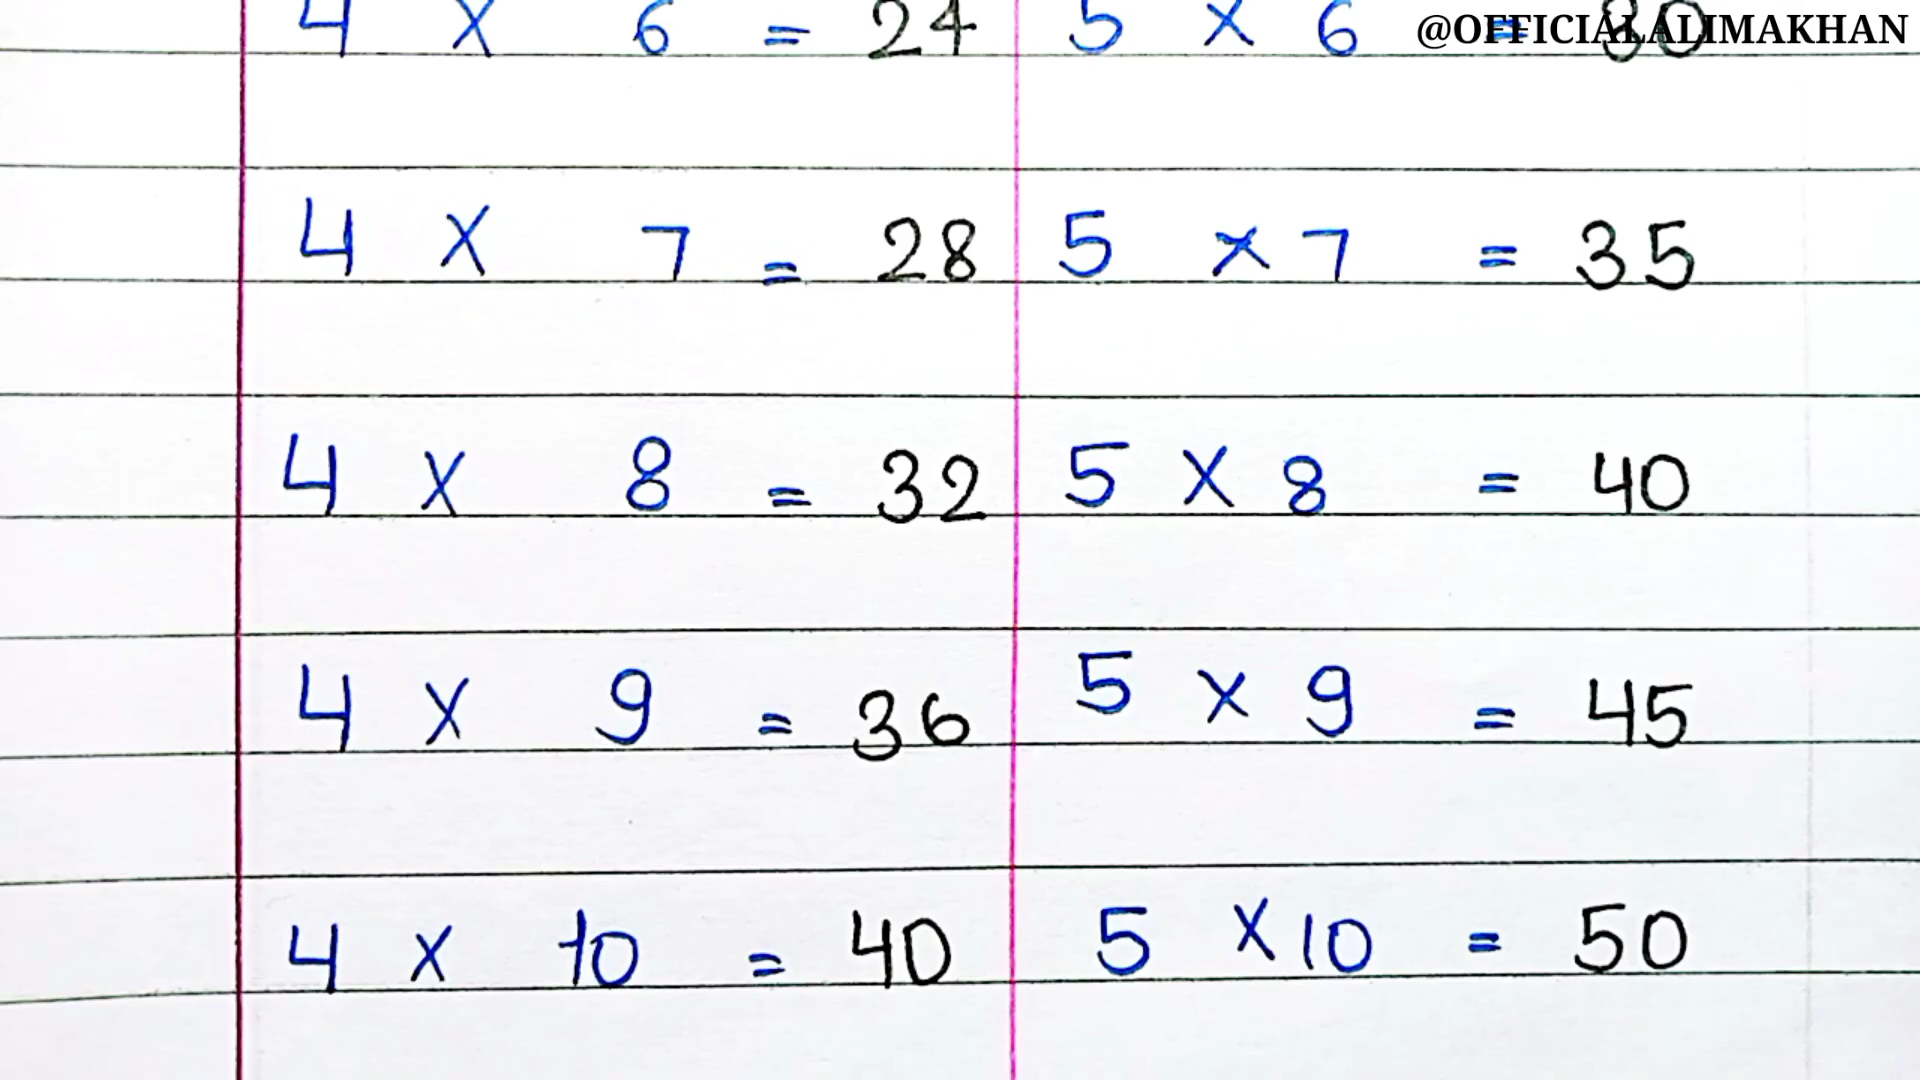 @OFFICIALALIMAKHAN
4 × 6 = 24 5 × 6 = 30
4 × 7 = 28 5 × 7 = 35
4 × 8 = 32 5 × 8 = 40
4 × 9 = 36 5 × 9 = 45
4 × 10 = 40 5 × 10 = 50